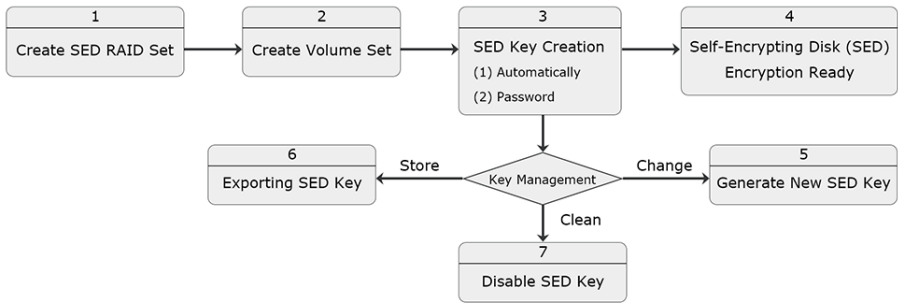 1
Create SED RAID Set
2
Create Volume Set
3
SED Key Creation
(1) Automatically
(2) Password
4
Self-Encrypting Disk (SED)
Encryption Ready
6
Exporting SED Key
Store
Key Management
Change
5
Generate New SED Key
Clean
7
Disable SED Key